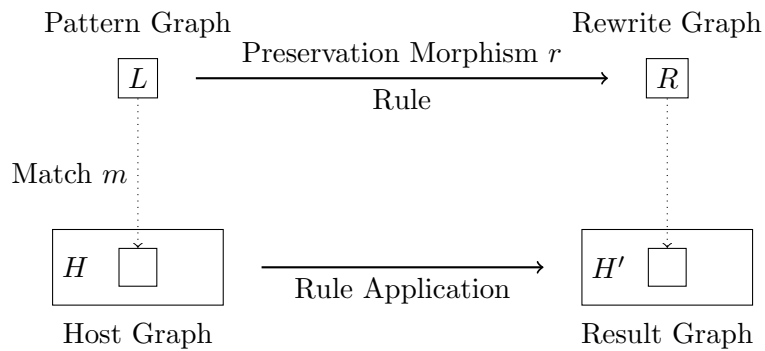 Pattern Graph
Rewrite Graph
Preservation Morphism r
L
R
Rule
Match m
H
H′
Rule Application
Host Graph
Result Graph